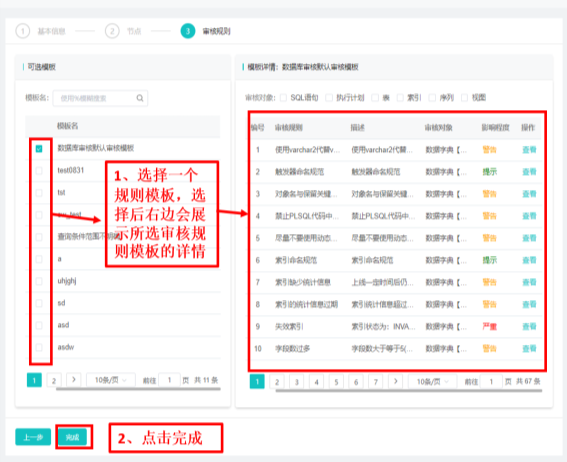 1 基本信息 2 节点 3 审核规则
可选模板
模板名： 使用%模糊搜索
模板名
数据库审核默认审核模板
test0831
tst
查询条件范围不明确
a
uhjghj
sd
asd
asdw
1 2 > 10条/页 前往 1 页 共 11 条
1、选择一个
规则模板，选
择后右边会展
示所选审核规
则模板的详情
模板详情：数据库审核默认审核模板
审核对象： SQL语句 执行计划 表 索引 序列 视图
编号 审核规则 描述 审核对象 影响程度 操作
1 使用varchar2代替v... 使用varchar2代替... 数据字典【... 警告 查看
2 触发器命名规范 触发器命名规范 数据字典【... 提示 查看
3 对象名与保留关键... 对象名与保留关键... 数据字典【... 警告 查看
4 禁止PLSQL代码中... 禁止PLSQL代码中... 数据字典【... 警告 查看
5 尽量不要使用动态... 尽量不要使用动态... 数据字典【... 警告 查看
6 索引命名规范 索引命名规范 数据字典【... 提示 查看
7 索引缺少统计信息 上线一定时间后仍... 数据字典【... 警告 查看
8 索引的统计信息过期 索引统计信息超过... 数据字典【... 警告 查看
9 失效索引 索引状态为：INVA... 数据字典【... 严重 查看
10 字段数过多 字段数大于等于5(... 数据字典【... 警告 查看
1 2 3 4 5 6 7 > 10条/页 前往 1 页 共 67 条
上一步 完成
2、点击完成